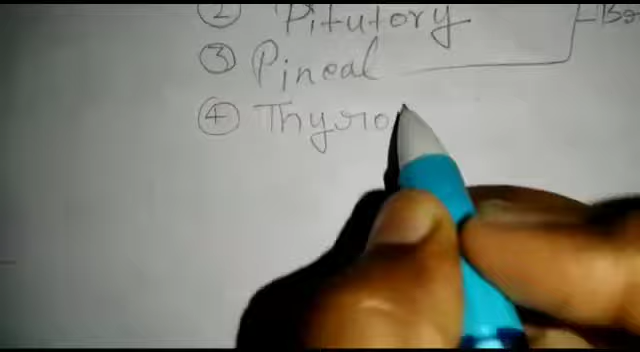 ② Pitutory
③ Pineal
④ Thyro